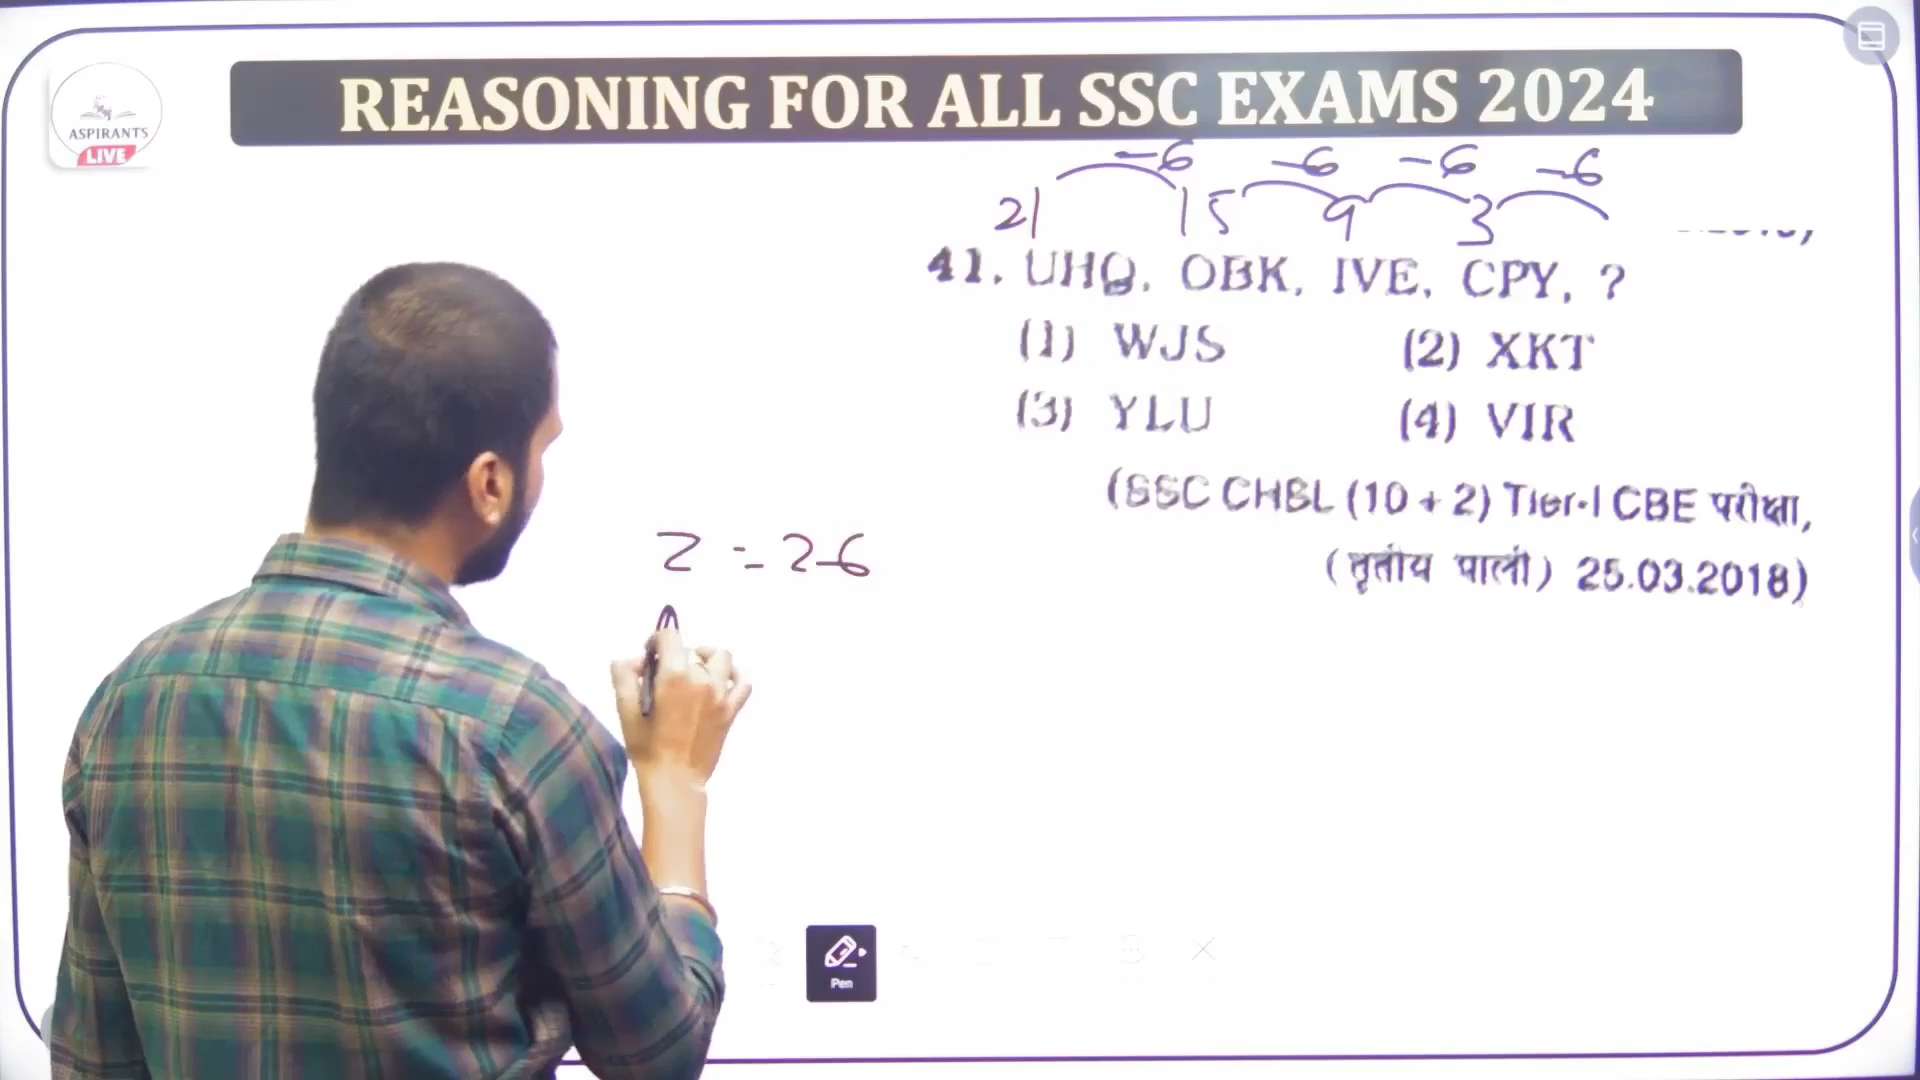 ASPIRANTS
LIVE
REASONING FOR ALL SSC EXAMS 2024
-6 -6 -6 -6
21 15 9 3
41. UHQ, OBK, IVE, CPY, ?
(1) WJS (2) XKT
(3) YLU (4) VIR
(SSC CHSL (10 + 2) Tier-I CBE परीक्षा,
(तृतीय पाली) 25.03.2018)
Z = 26
Pen